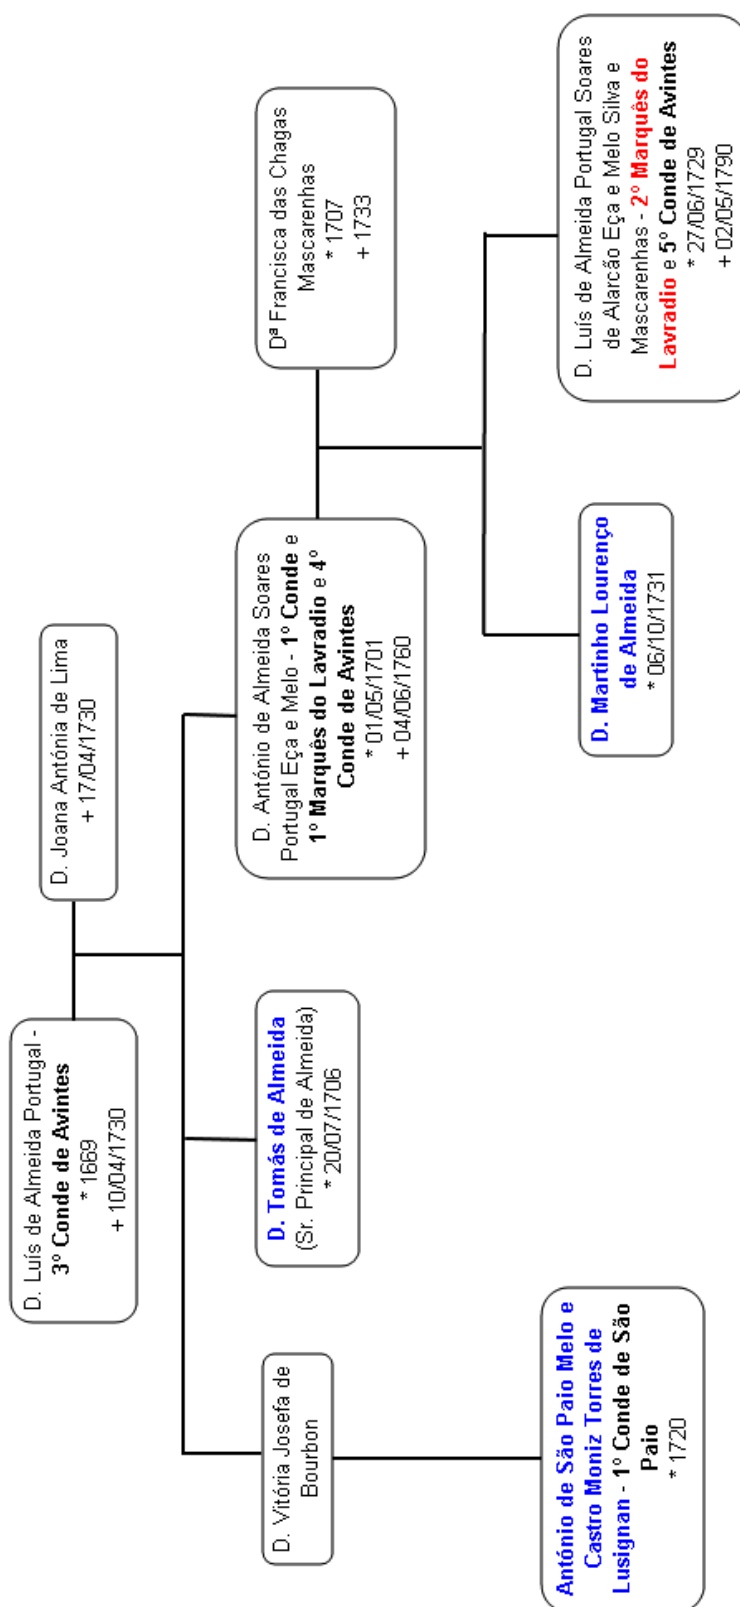 D. Luís de Almeida Portugal -
3º Conde de Avintes
* 1669
+ 10/04/1730
D. Joana Antónia de Lima
+ 17/04/1730
D. Vitória Josefa de
Bourbon
D. Tomás de Almeida
(Sr. Principal de Almeida)
* 20/07/1706
D. António de Almeida Soares
Portugal Eça e Melo - 1º Conde e
1º Marquês do Lavradio e 4º
Conde de Avintes
* 01/05/1701
+ 04/06/1760
Dª Francisca das Chagas
Mascarenhas
* 1707
+ 1733
António de São Paio Melo e
Castro Moniz Torres de
Lusignan - 1º Conde de São
Paio
* 1720
D. Martinho Lourenço
de Almeida
* 06/10/1731
D. Luís de Almeida Portugal Soares
de Alarcão Eça e Melo Silva e
Mascarenhas - 2º Marquês do
Lavradio e 5º Conde de Avintes
* 27/06/1729
+ 02/05/1790